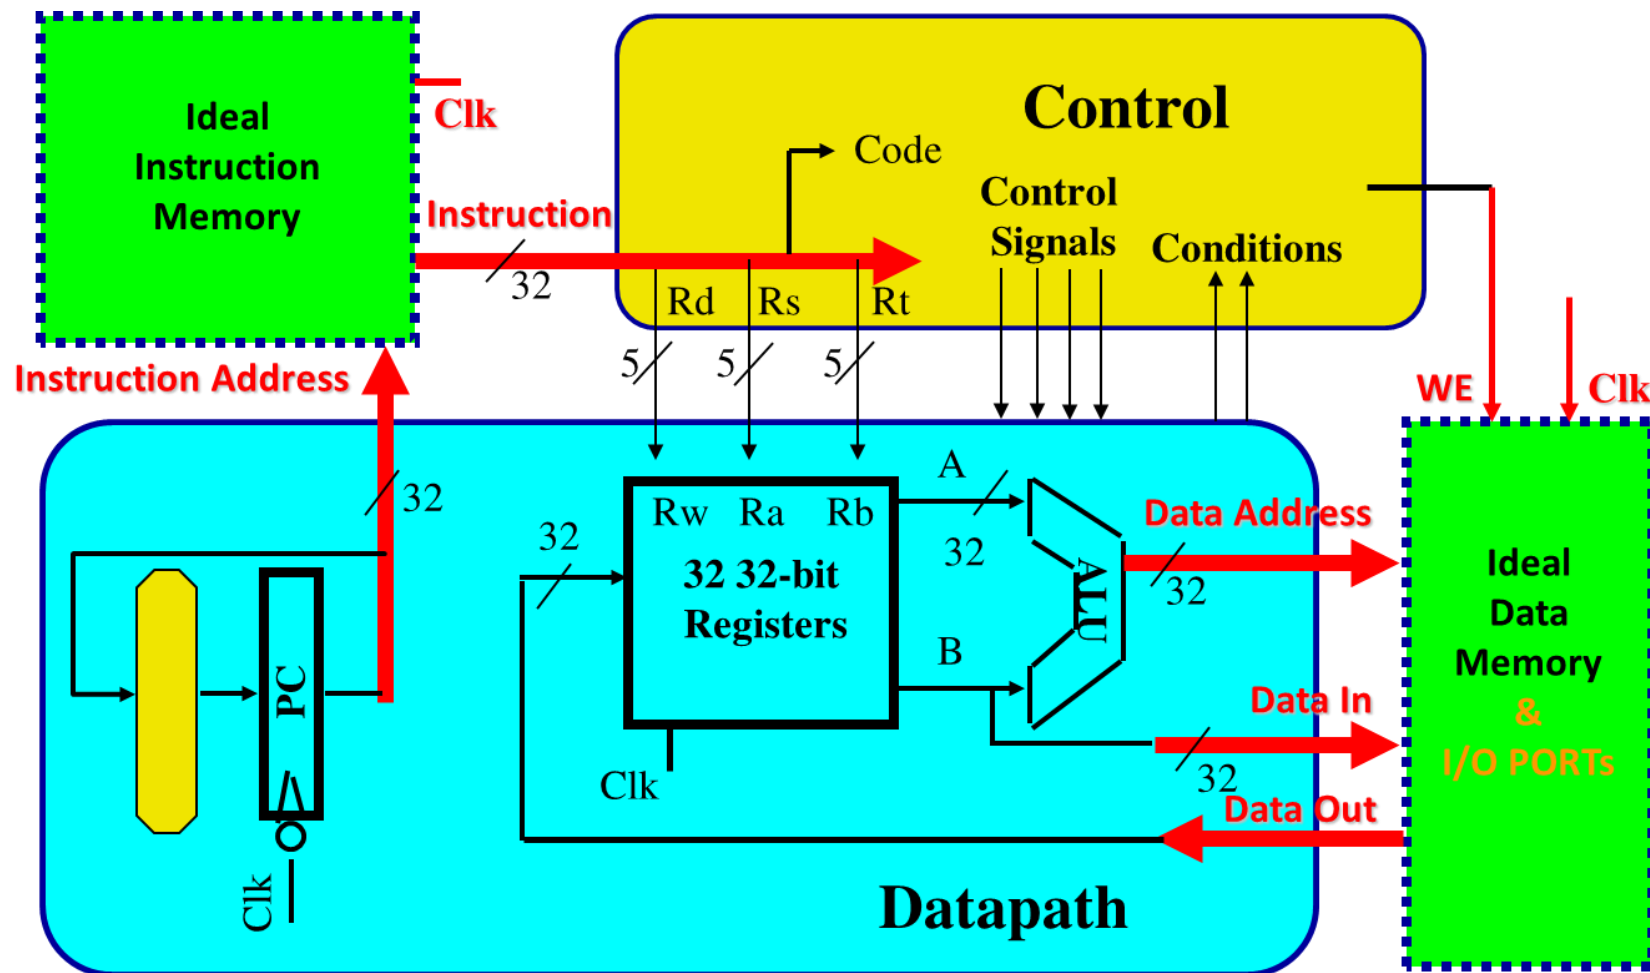 Ideal
Instruction
Memory
Clk
Control
Code
Control
Signals
Conditions
Instruction
32
Rd
Rs
Rt
5
5
5
WE
Clk
Instruction Address
32
32
Rw
Ra
Rb
32 32-bit
Registers
Clk
A
32
B
ALU
Data Address
32
Data In
32
Data Out
Ideal
Data
Memory
&
I/O PORTs
PC
Clk
Datapath